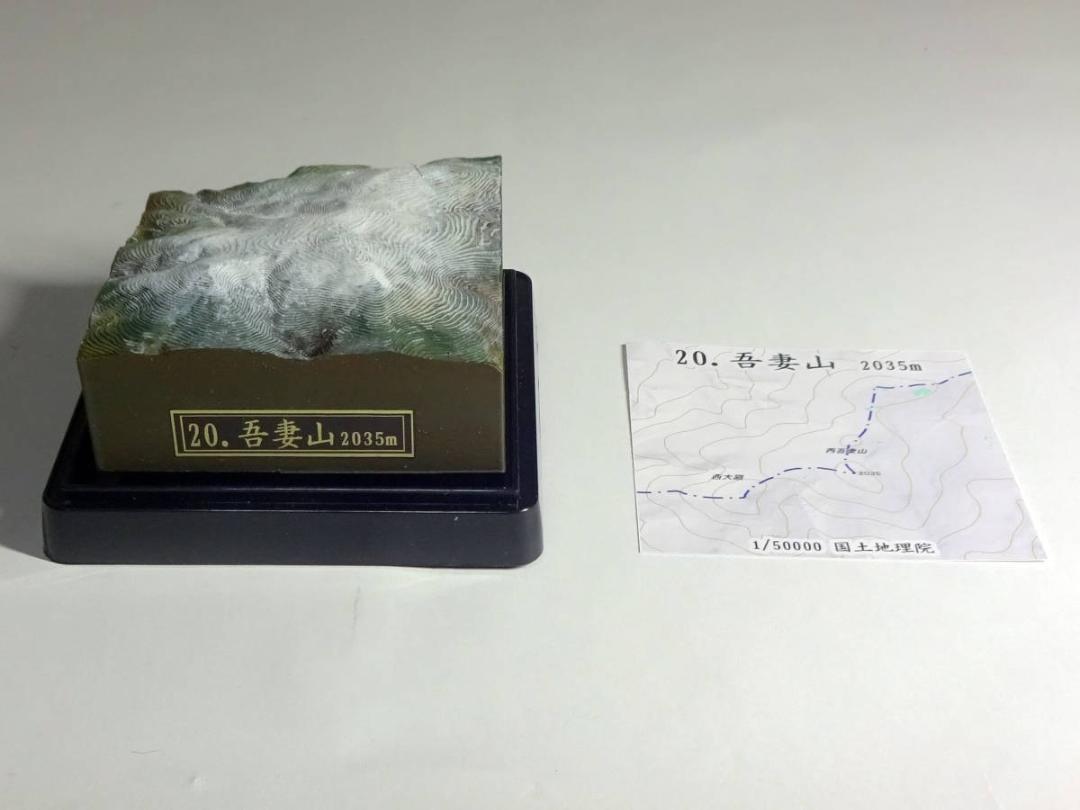 20. 吾妻山 2035m
20. 吾妻山 2035m
西吾妻山
2035
西大巓
1/50000 国土地理院